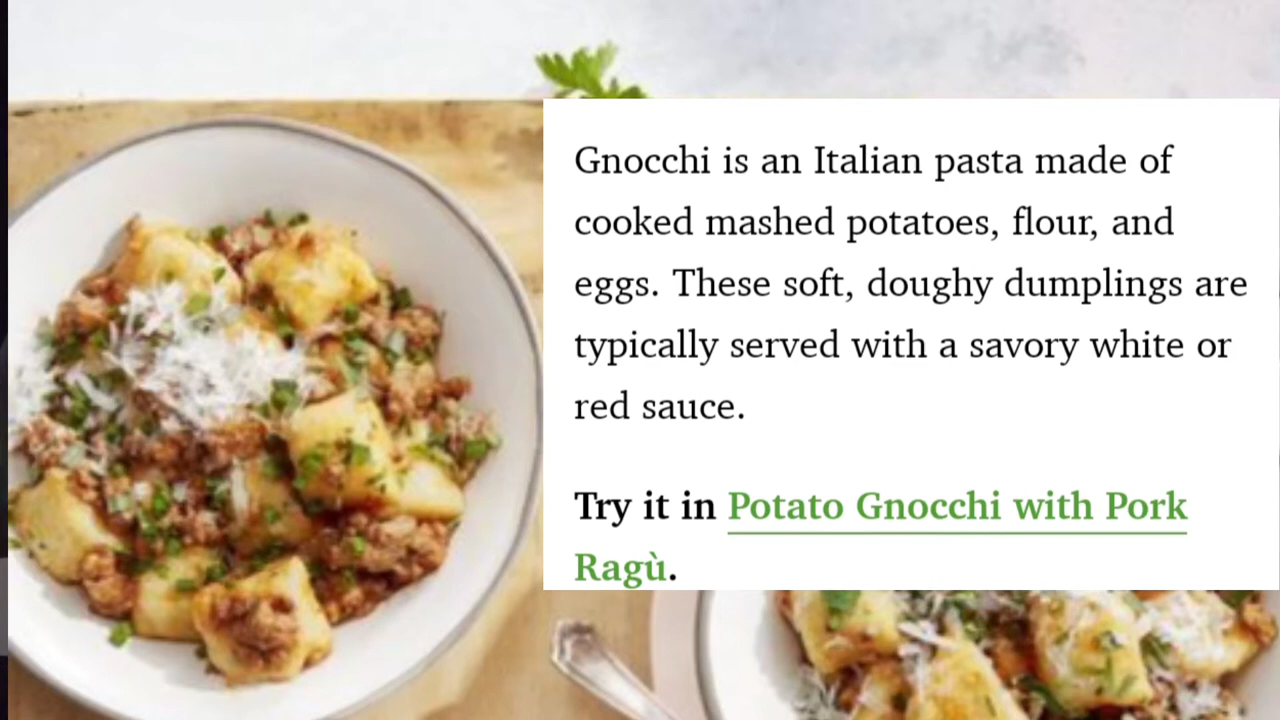 Gnocchi is an Italian pasta made of
cooked mashed potatoes, flour, and
eggs. These soft, doughy dumplings are
typically served with a savory white or
red sauce.
Try it in Potato Gnocchi with Pork
Ragù.